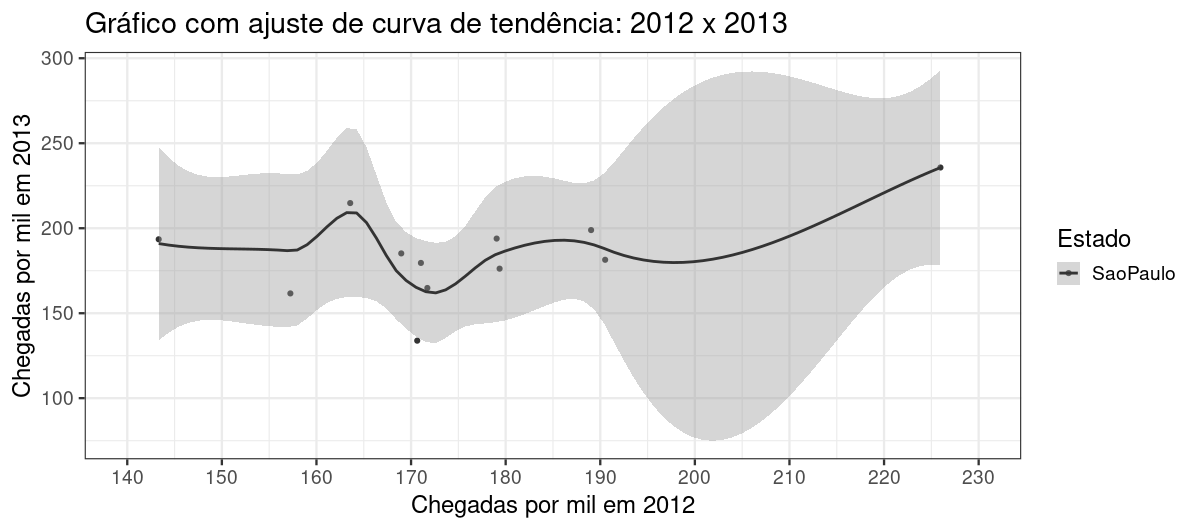 Gráfico com ajuste de curva de tendência: 2012 x 2013
Chegadas por mil em 2013
300
250
200
150
100
140 150 160 170 180 190 200 210 220 230
Chegadas por mil em 2012
Estado
SaoPaulo